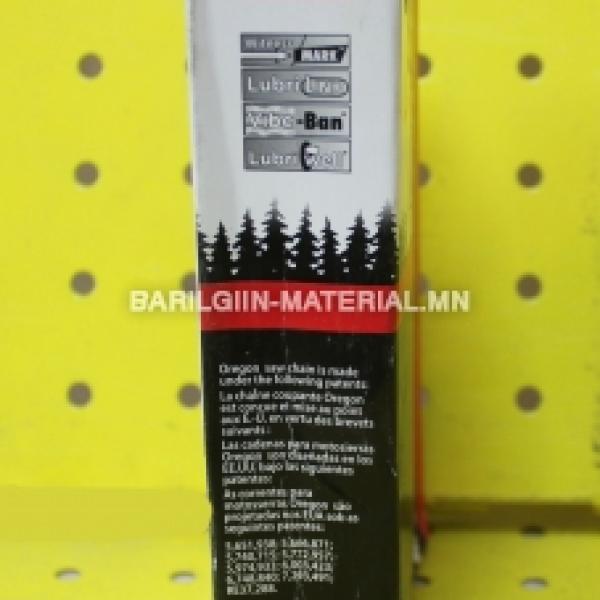 MARK
LubriLink
Vibe-Ban
LubriWell
BARILGIIN-MATERIAL.MN
Oregon saw chain is made
under the following patents:
La chaîne coupante Oregon
est conçue et mise au point
aux É.-U. en vertu des brevets
suivants:
Las cadenas para motosierras
Oregon son diseñadas en los
EE.UU. bajo las siguientes
patentes:
As correntes para
motosserras Oregon são
projetadas nos EUA sob as
seguintes patentes: